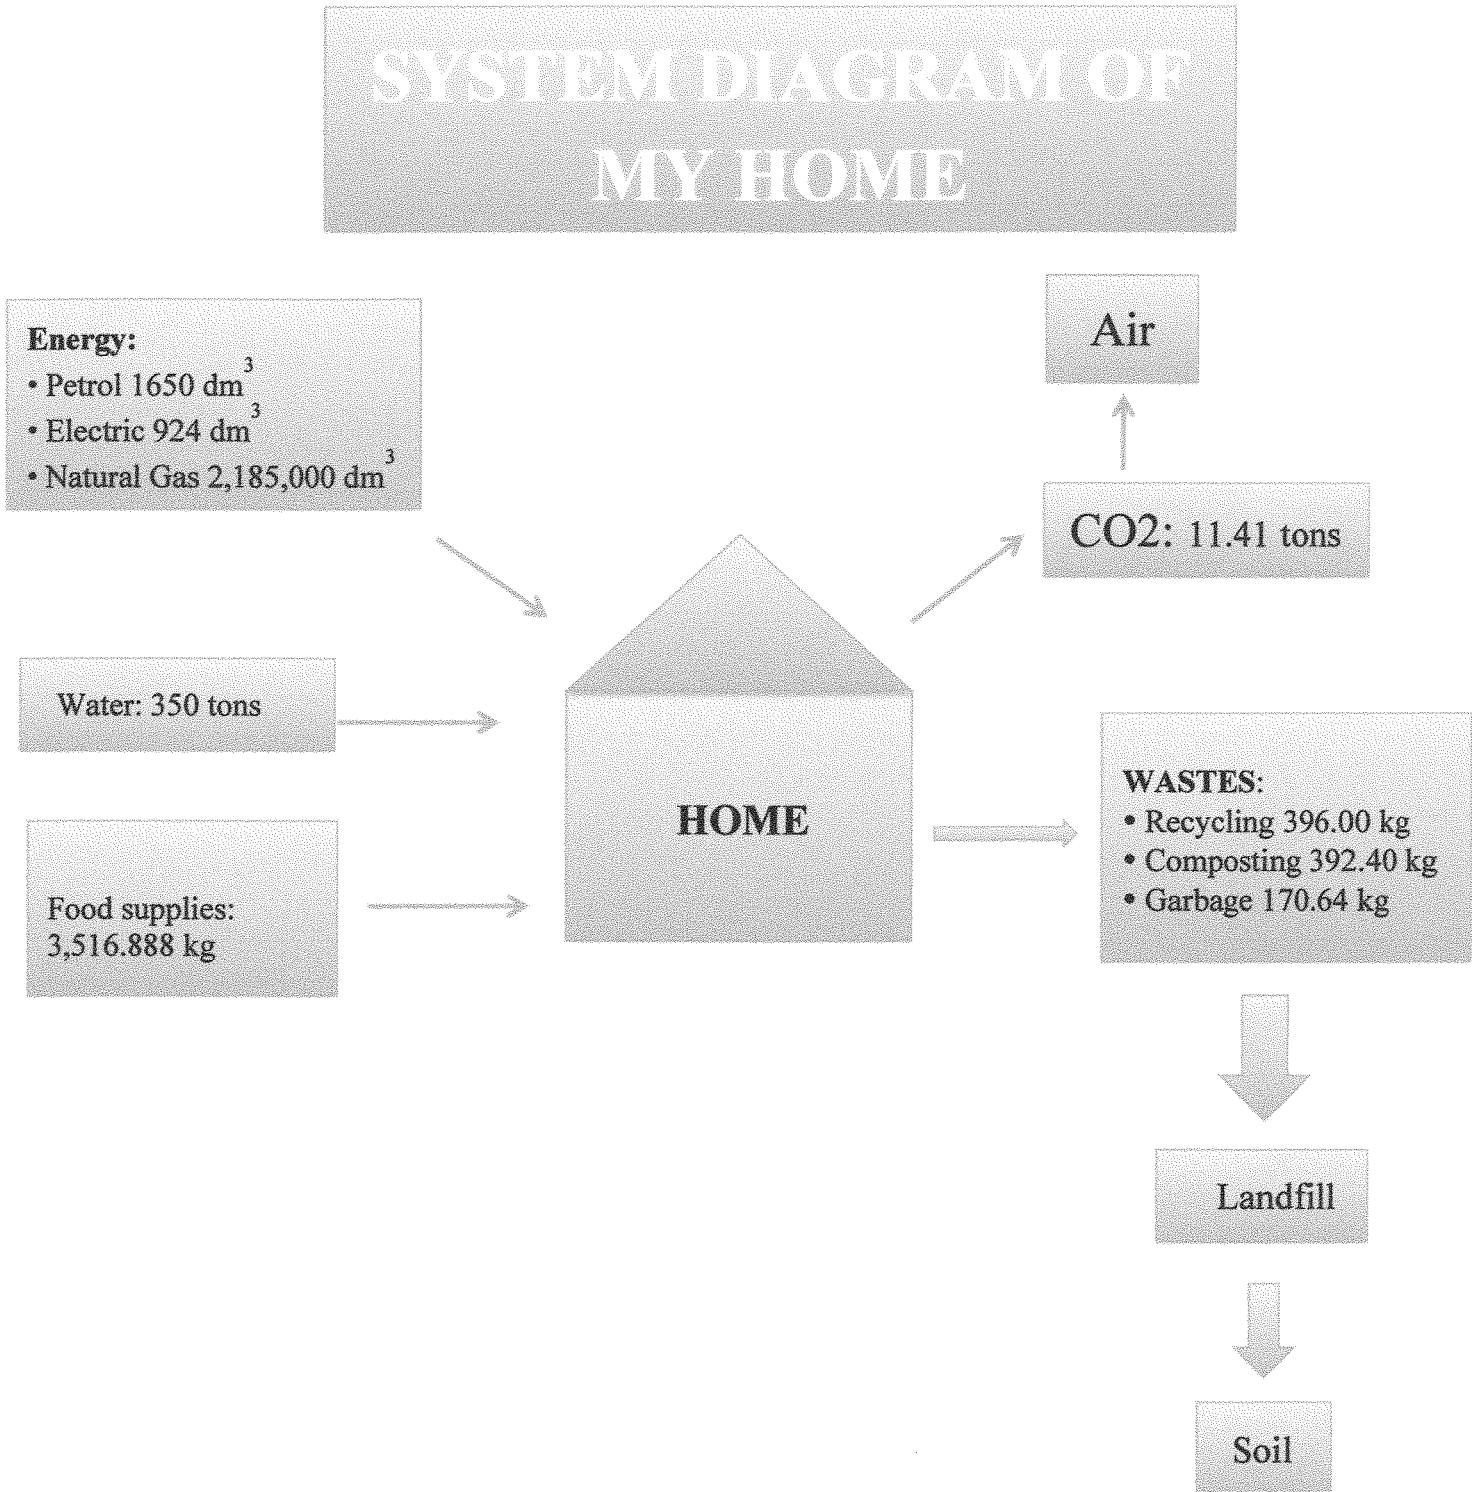 SYSTEM DIAGRAM OF
MY HOME
Energy:
• Petrol 1650 dm³
• Electric 924 dm³
• Natural Gas 2,185,000 dm³
Air
CO2: 11.41 tons
Water: 350 tons
HOME
Food supplies:
3,516.888 kg
WASTES:
• Recycling 396.00 kg
• Composting 392.40 kg
• Garbage 170.64 kg
Landfill
Soil